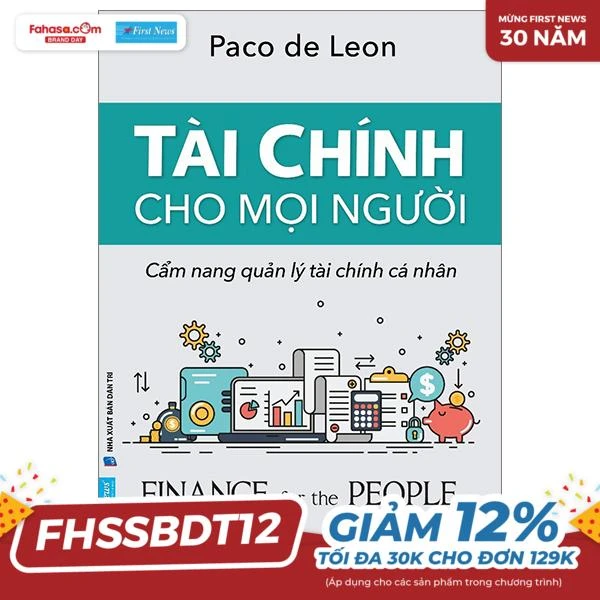 Fahasa.com
BRAND DAY
First News
MỪNG FIRST NEWS
30 NĂM
Paco de Leon
TÀI CHÍNH
CHO MỌI NGƯỜI
Cẩm nang quản lý tài chính cá nhân
NHÀ XUẤT BẢN DÂN TRÍ
$
$
FINANCE for the PEOPLE
News
FHSSBDT12
GIẢM 12%
TỐI ĐA 30K CHO ĐƠN 129K
(Áp dụng cho các sản phẩm trong chương trình)